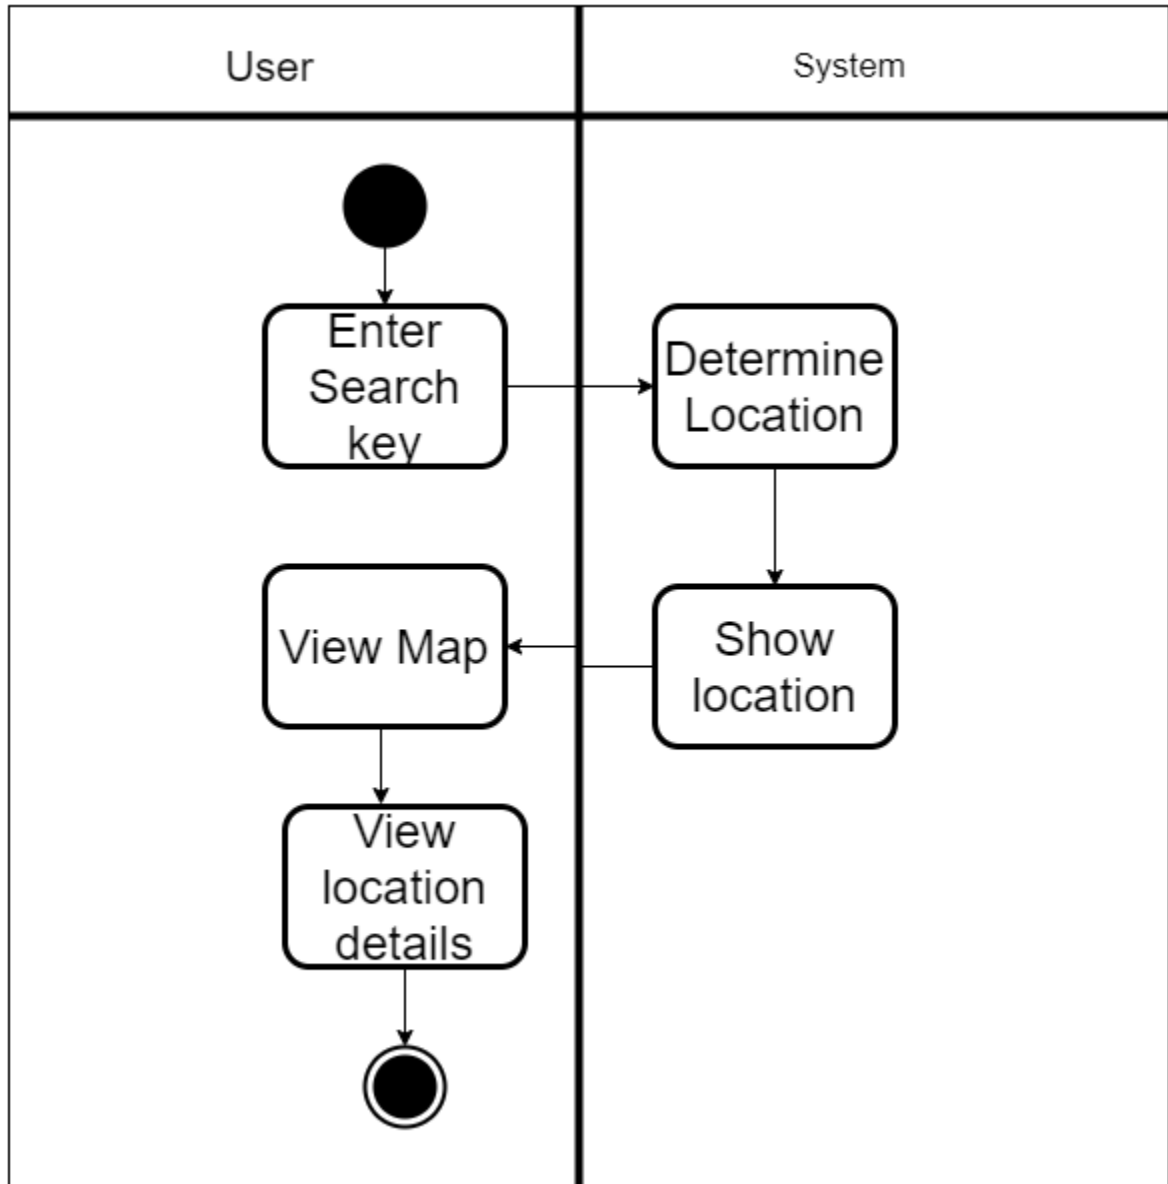 User
System
Enter
Search
key
Determine
Location
View Map
Show
location
View
location
details